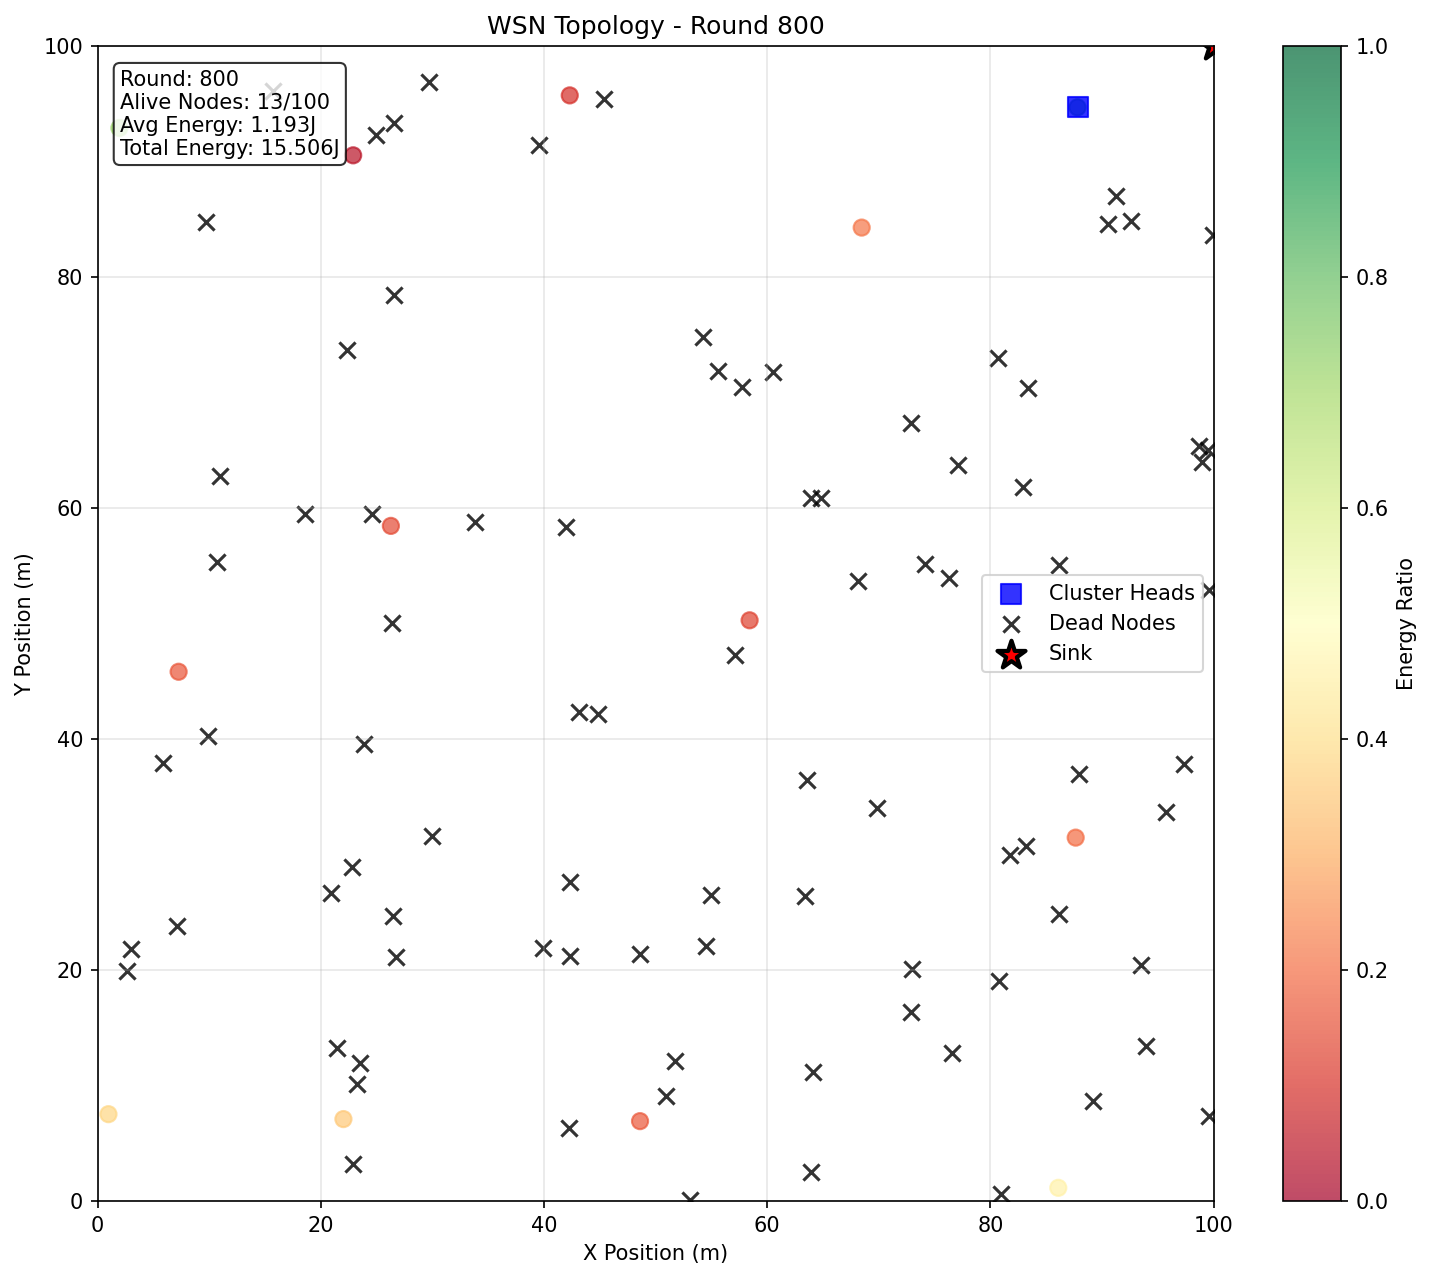 WSN Topology - Round 800
Round: 800
Alive Nodes: 13/100
Avg Energy: 1.193J
Total Energy: 15.506J
100
80
60
40
20
0
Y Position (m)
0
20
40
60
80
100
X Position (m)
Cluster Heads
Dead Nodes
Sink
1.0
0.8
0.6
0.4
0.2
0.0
Energy Ratio